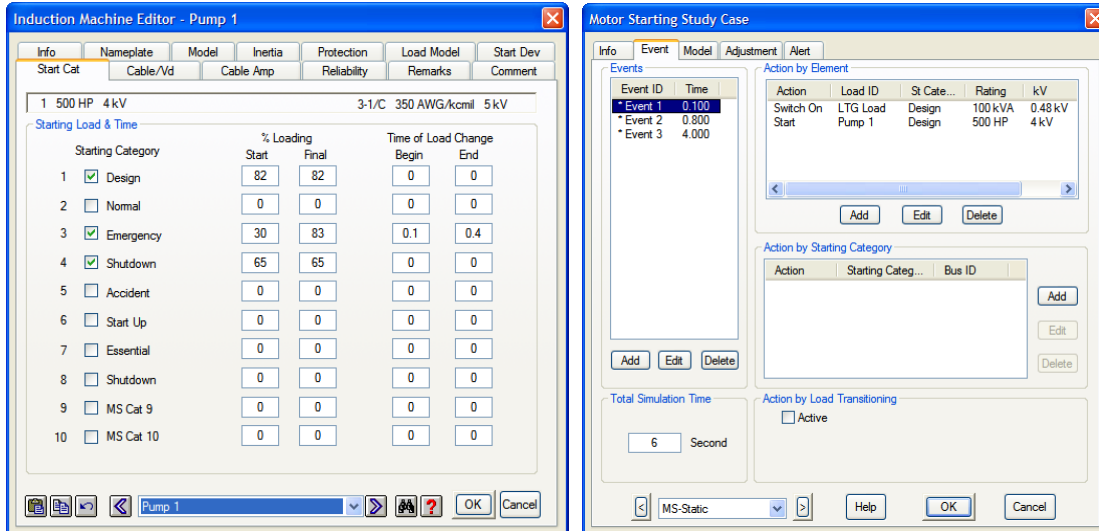 Induction Machine Editor - Pump 1
Info Nameplate Model Inertia Protection Load Model Start Dev
Start Cat Cable/Vd Cable Amp Reliability Remarks Comment
1 500 HP 4 kV 3-1/C 350 AWG/kcmil 5 kV
Starting Load & Time
% Loading Time of Load Change
Starting Category Start Final Begin End
1 Design 82 82 0 0
2 Normal 0 0 0 0
3 Emergency 30 83 0.1 0.4
4 Shutdown 65 65 0 0
5 Accident 0 0 0 0
6 Start Up 0 0 0 0
7 Essential 0 0 0 0
8 Shutdown 0 0 0 0
9 MS Cat 9 0 0 0 0
10 MS Cat 10 0 0 0 0
Pump 1 ? OK Cancel
Motor Starting Study Case
Info Event Model Adjustment Alert
Events
Event ID Time
* Event 1 0.100
* Event 2 0.800
* Event 3 4.000
Add Edit Delete
Action by Element
Action Load ID St Cate... Rating kV
Switch On LTG Load Design 100 kVA 0.48 kV
Start Pump 1 Design 500 HP 4 kV
Add Edit Delete
Action by Starting Category
Action Starting Categ... Bus ID
Add
Edit
Delete
Total Simulation Time
6 Second
Action by Load Transitioning
Active
< MS-Static > Help OK Cancel